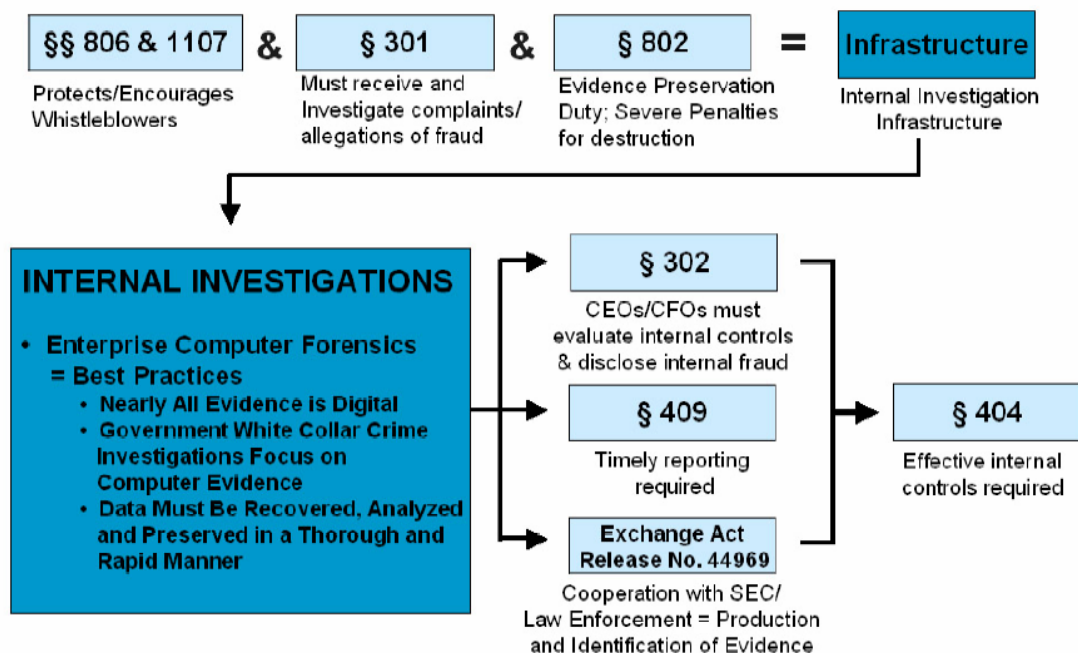 §§ 806 & 1107
&
§ 301
&
§ 802
=
Infrastructure
Protects/Encourages
Whistleblowers
Must receive and
Investigate complaints/
allegations of fraud
Evidence Preservation
Duty; Severe Penalties
for destruction
Internal Investigation
Infrastructure
INTERNAL INVESTIGATIONS
• Enterprise Computer Forensics
= Best Practices
• Nearly All Evidence is Digital
• Government White Collar Crime
Investigations Focus on
Computer Evidence
• Data Must Be Recovered, Analyzed
and Preserved in a Thorough and
Rapid Manner
§ 302
CEOs/CFOs must
evaluate internal controls
& disclose internal fraud
§ 409
Timely reporting
required
Exchange Act
Release No. 44969
Cooperation with SEC/
Law Enforcement = Production
and Identification of Evidence
§ 404
Effective internal
controls required